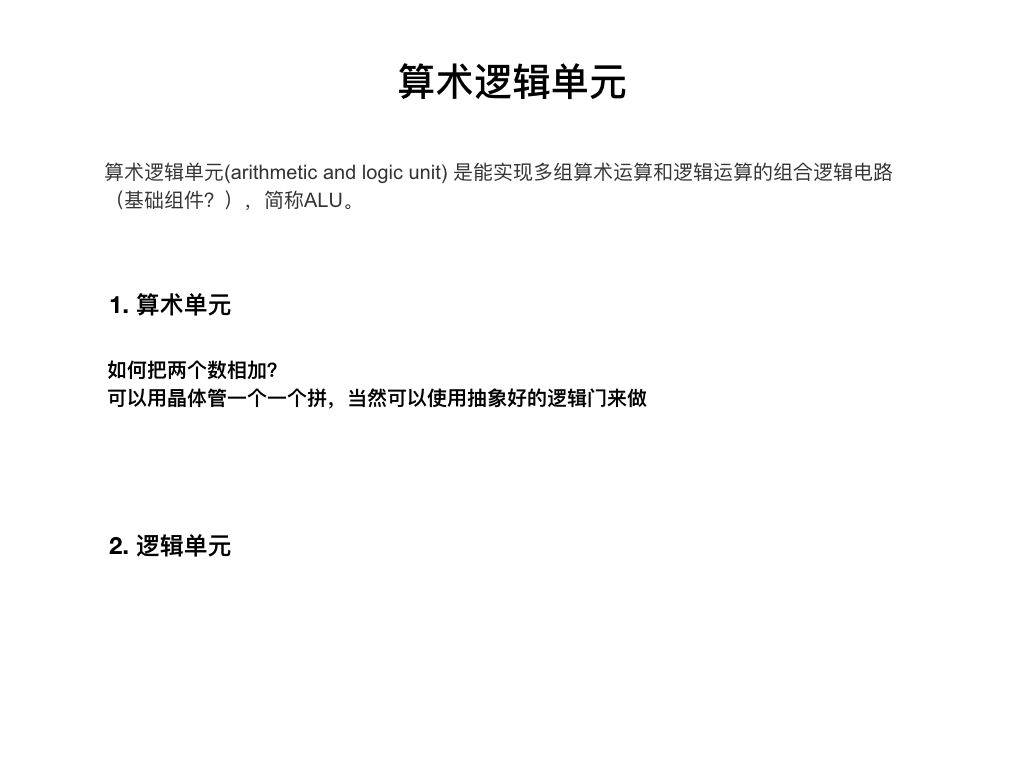 算术逻辑单元
算术逻辑单元(arithmetic and logic unit) 是能实现多组算术运算和逻辑运算的组合逻辑电路
（基础组件？），简称ALU。
1. 算术单元
如何把两个数相加？
可以用晶体管一个一个拼，当然可以使用抽象好的逻辑门来做
2. 逻辑单元